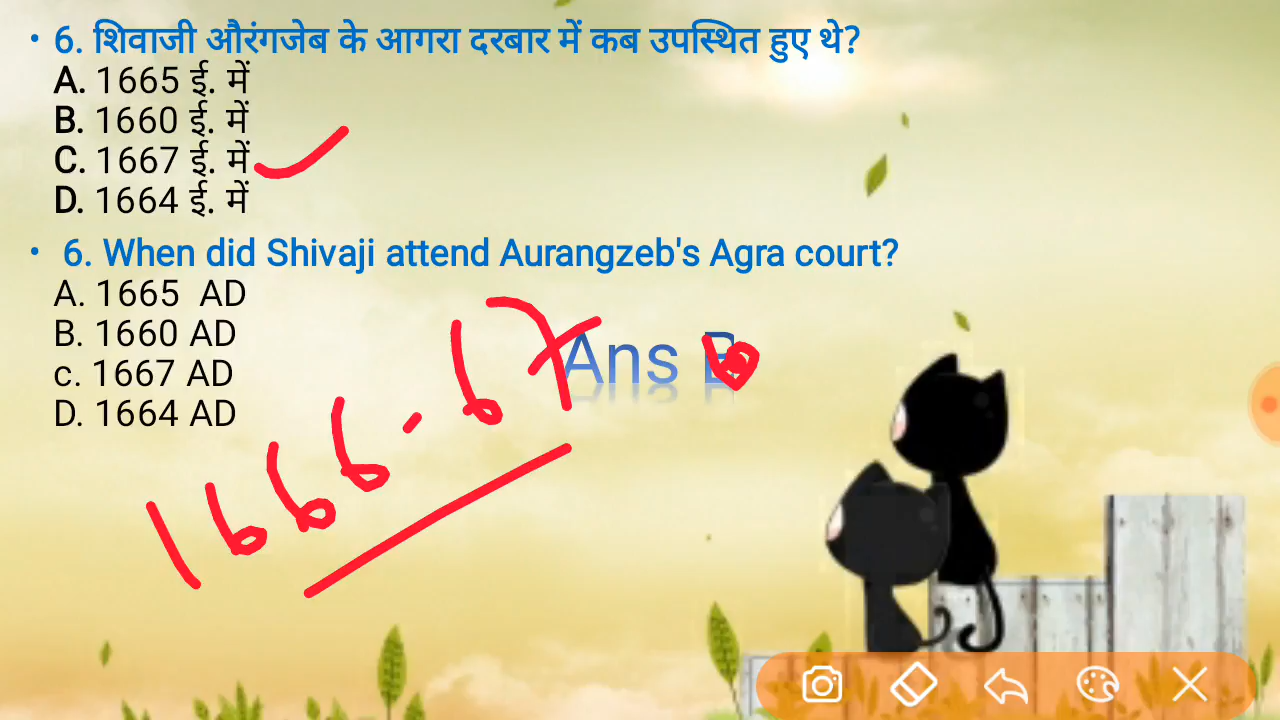 • 6. शिवाजी औरंगजेब के आगरा दरबार में कब उपस्थित हुए थे?
A. 1665 ई. में
B. 1660 ई. में
C. 1667 ई. में
D. 1664 ई. में
• 6. When did Shivaji attend Aurangzeb's Agra court?
A. 1665 AD
B. 1660 AD
c. 1667 AD
D. 1664 AD
Ans
1666-67